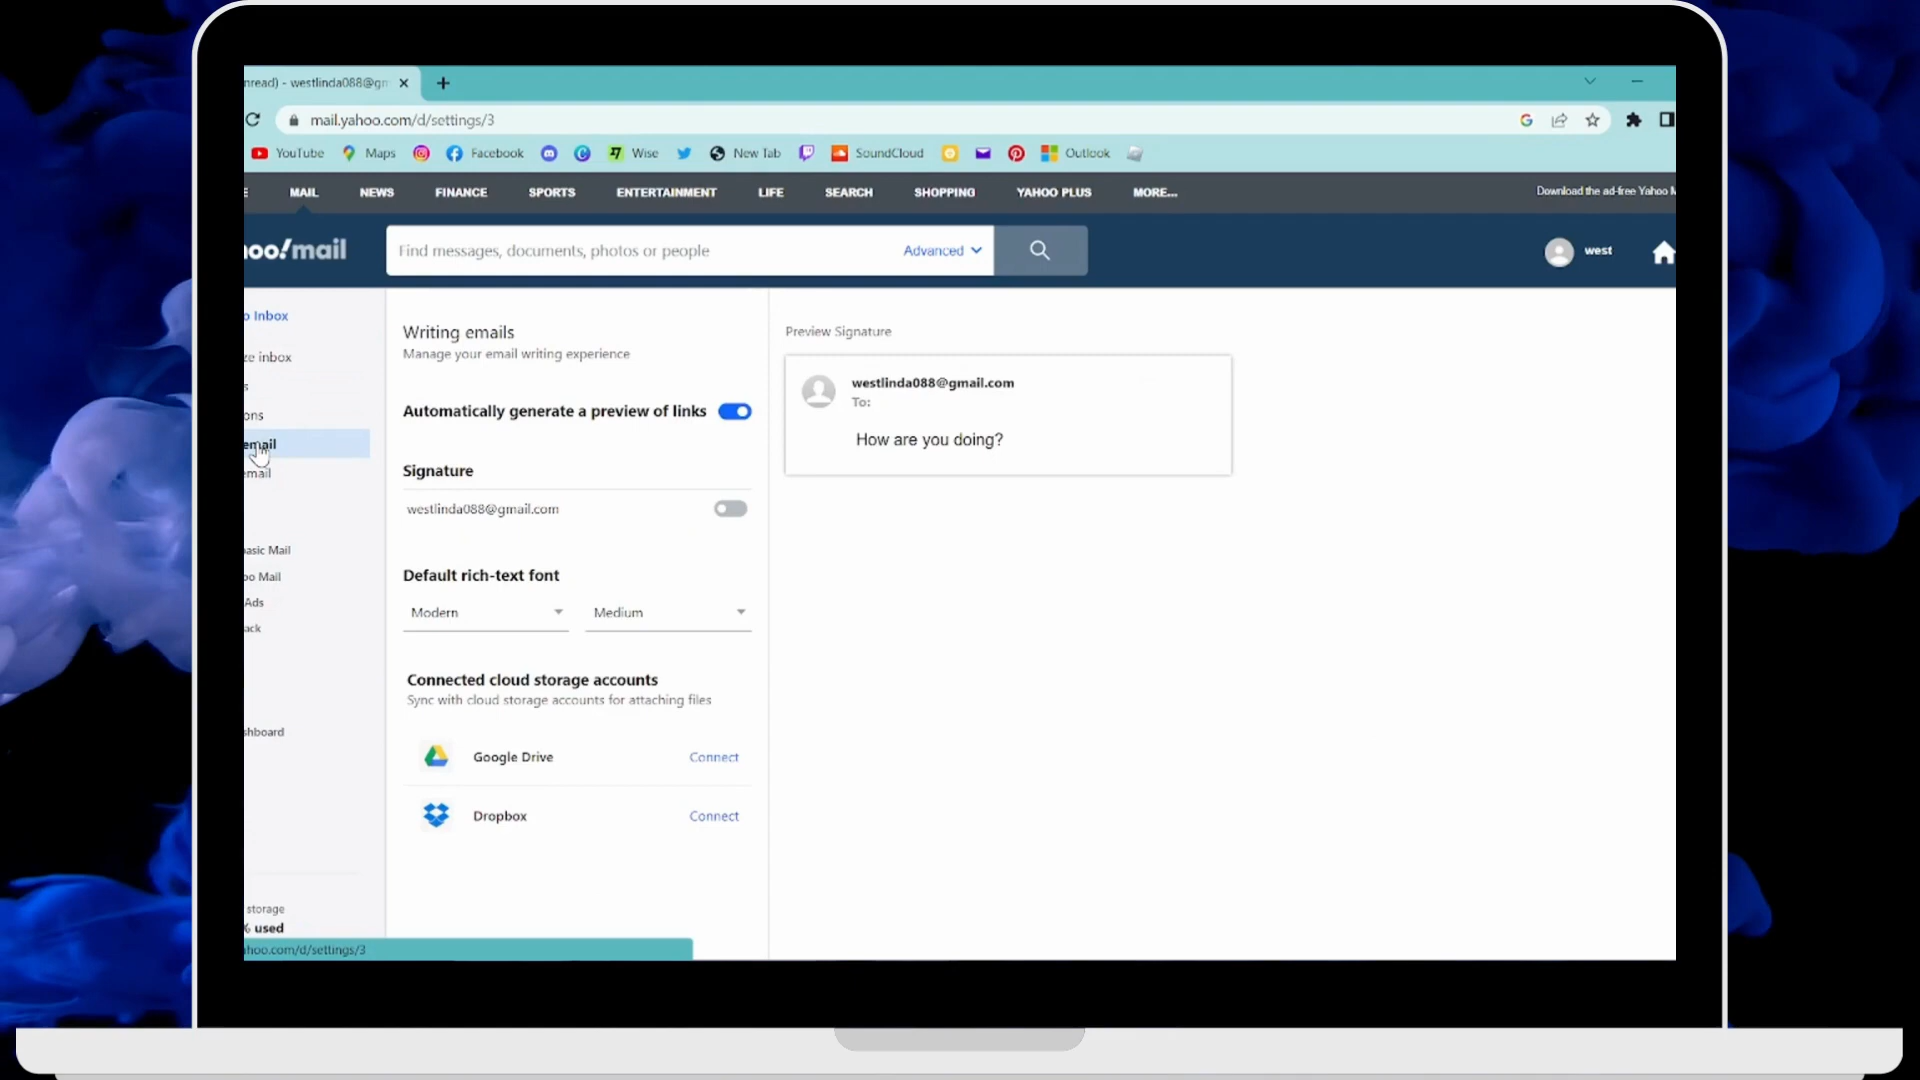 nread) - westlinda088@gm
mail.yahoo.com/d/settings/3
YouTube Maps Facebook Wise New Tab SoundCloud Outlook
E MAIL NEWS FINANCE SPORTS ENTERTAINMENT LIFE SEARCH SHOPPING YAHOO PLUS MORE... Download the ad-free Yahoo M
oo!mail Find messages, documents, photos or people Advanced west
o Inbox
ze inbox
s
ons
email
email
basic Mail
oo Mail
Ads
ack
shboard
storage
% used
hoo.com/d/settings/3
Writing emails
Manage your email writing experience
Automatically generate a preview of links
Signature
westlinda088@gmail.com
Default rich-text font
Modern Medium
Connected cloud storage accounts
Sync with cloud storage accounts for attaching files
Google Drive Connect
Dropbox Connect
Preview Signature
westlinda088@gmail.com
To:
How are you doing?